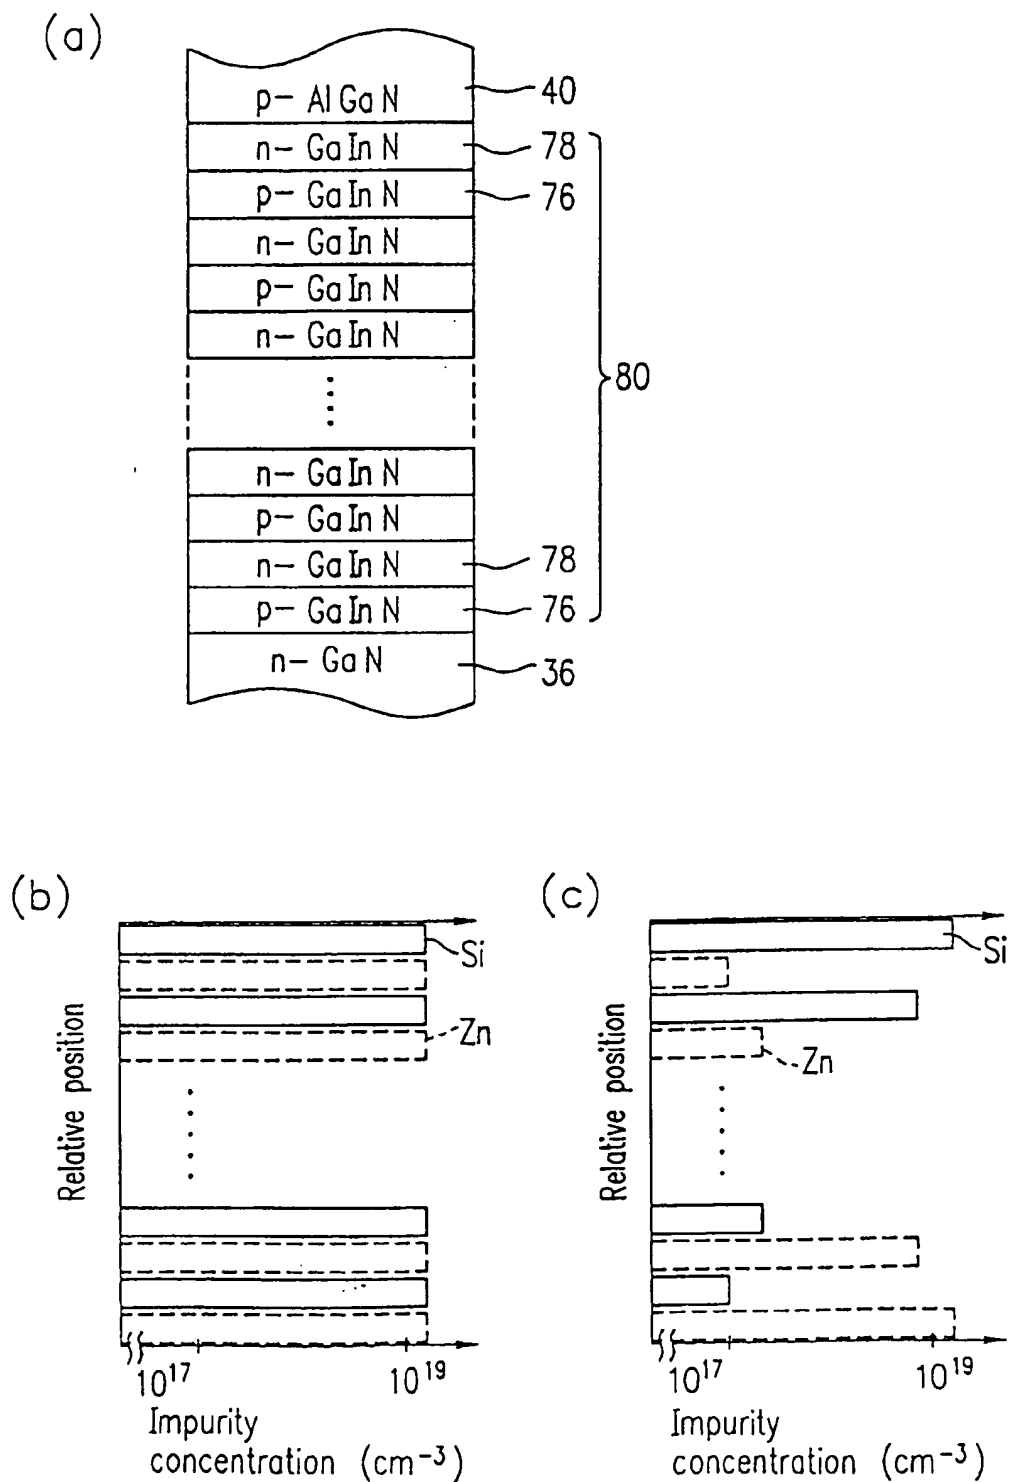 (a)
p- AlGaN 40
n- GaInN 78
p- GaInN 76
n- GaInN
p- GaInN
n- GaInN
80
n- GaInN
p- GaInN
n- GaInN 78
p- GaInN 76
n- GaN 36
(b)
Si
Zn
Relative position
10^17 10^19
Impurity
concentration (cm^-3)
(c)
Si
Zn
Relative position
10^17 10^19
Impurity
concentration (cm^-3)